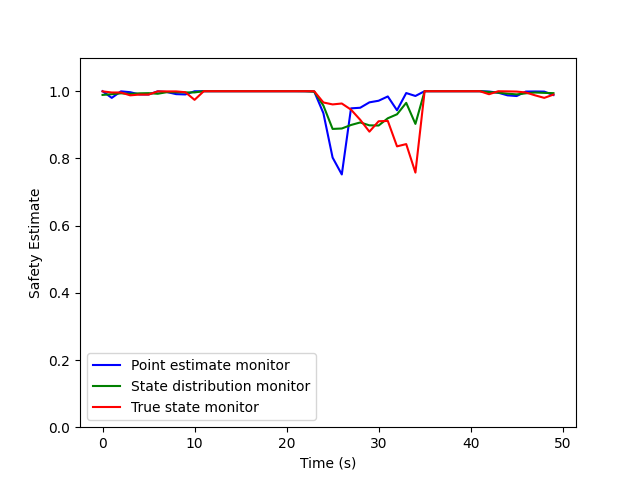 1.0
0.8
0.6
0.4
0.2
0.0
Safety Estimate
Point estimate monitor
State distribution monitor
True state monitor
0 10 20 30 40 50
Time (s)